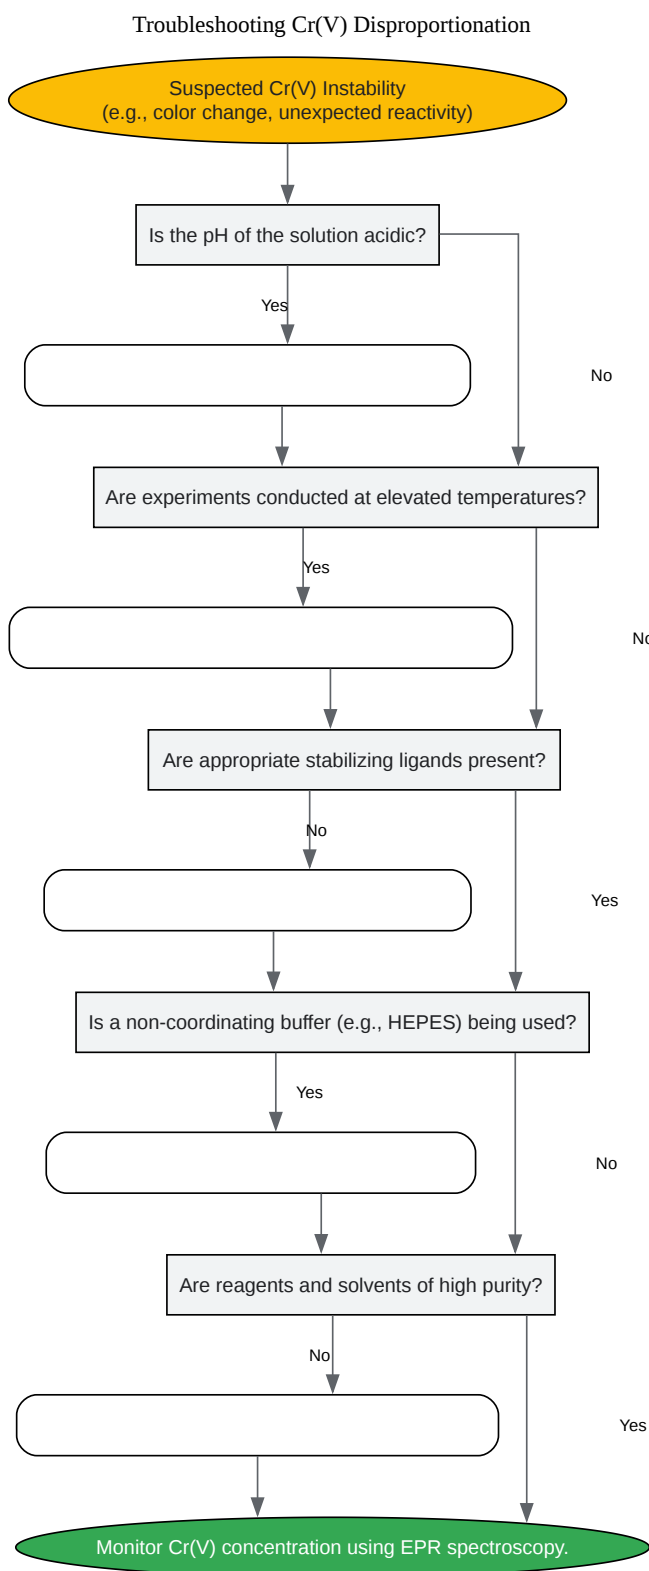 Troubleshooting Cr(V) Disproportionation
Suspected Cr(V) Instability
(e.g., color change, unexpected reactivity)
Is the pH of the solution acidic?
Yes
No
Are experiments conducted at elevated temperatures?
Yes
No
Are appropriate stabilizing ligands present?
No
Yes
Is a non-coordinating buffer (e.g., HEPES) being used?
Yes
No
Are reagents and solvents of high purity?
No
Yes
Monitor Cr(V) concentration using EPR spectroscopy.